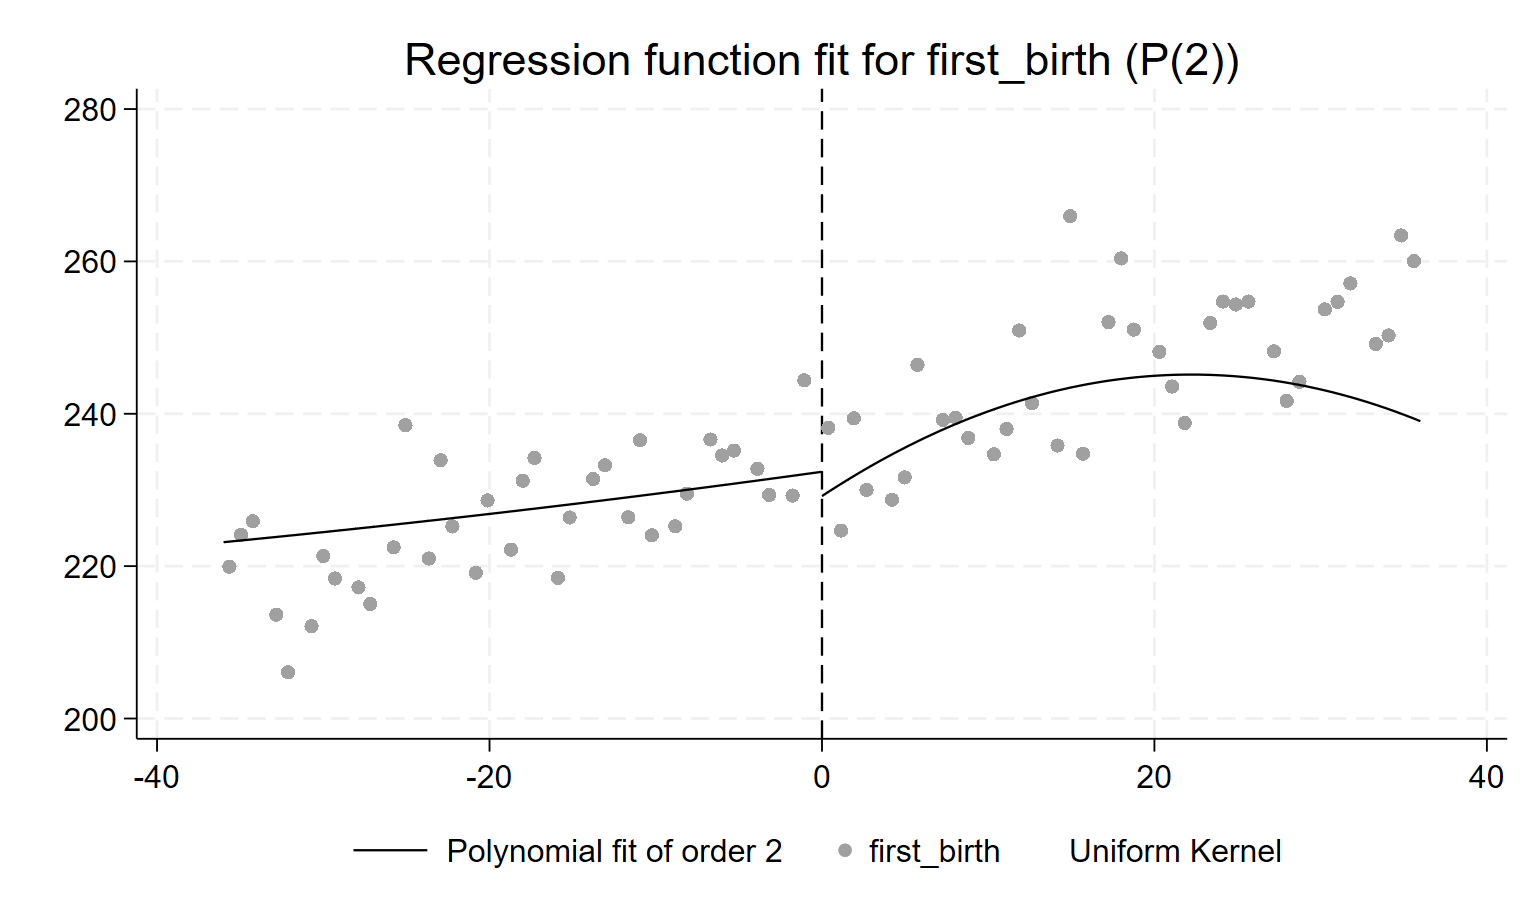 Regression function fit for first_birth (P(2))
280
260
240
220
200
-40 -20 0 20 40
Polynomial fit of order 2 first_birth Uniform Kernel